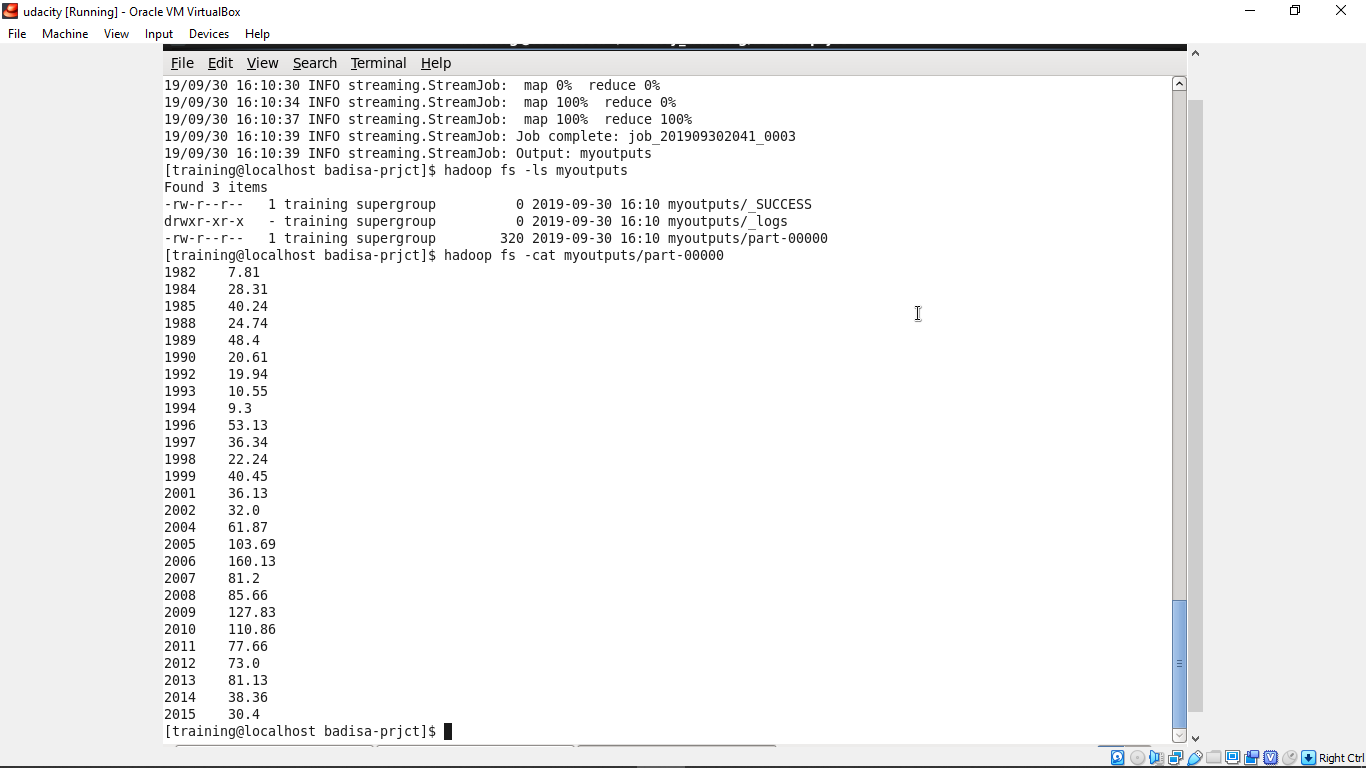 udacity [Running] - Oracle VM VirtualBox
File Machine View Input Devices Help
File Edit View Search Terminal Help
19/09/30 16:10:30 INFO streaming.StreamJob:  map 0%  reduce 0%
19/09/30 16:10:34 INFO streaming.StreamJob:  map 100%  reduce 0%
19/09/30 16:10:37 INFO streaming.StreamJob:  map 100%  reduce 100%
19/09/30 16:10:39 INFO streaming.StreamJob: Job complete: job_201909302041_0003
19/09/30 16:10:39 INFO streaming.StreamJob: Output: myoutputs
[training@localhost badisa-prjct]$ hadoop fs -ls myoutputs
Found 3 items
-rw-r--r--   1 training supergroup          0 2019-09-30 16:10 myoutputs/_SUCCESS
drwxr-xr-x   - training supergroup          0 2019-09-30 16:10 myoutputs/_logs
-rw-r--r--   1 training supergroup        320 2019-09-30 16:10 myoutputs/part-00000
[training@localhost badisa-prjct]$ hadoop fs -cat myoutputs/part-00000
1982    7.81
1984    28.31
1985    40.24
1988    24.74
1989    48.4
1990    20.61
1992    19.94
1993    10.55
1994    9.3
1996    53.13
1997    36.34
1998    22.24
1999    40.45
2001    36.13
2002    32.0
2004    61.87
2005    103.69
2006    160.13
2007    81.2
2008    85.66
2009    127.83
2010    110.86
2011    77.66
2012    73.0
2013    81.13
2014    38.36
2015    30.4
[training@localhost badisa-prjct]$
Right Ctrl